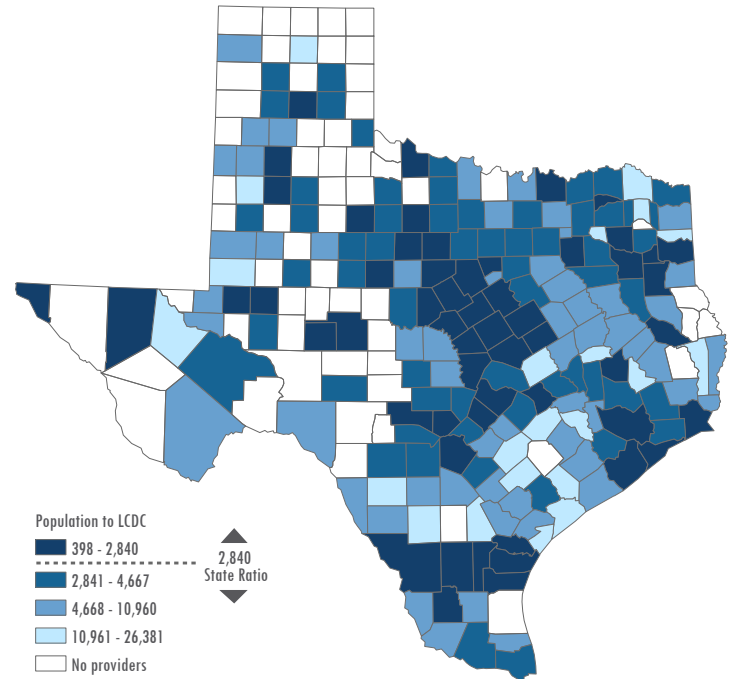 Population to LCDC
398 - 2,840
2,840
State Ratio
2,841 - 4,667
4,668 - 10,960
10,961 - 26,381
No providers